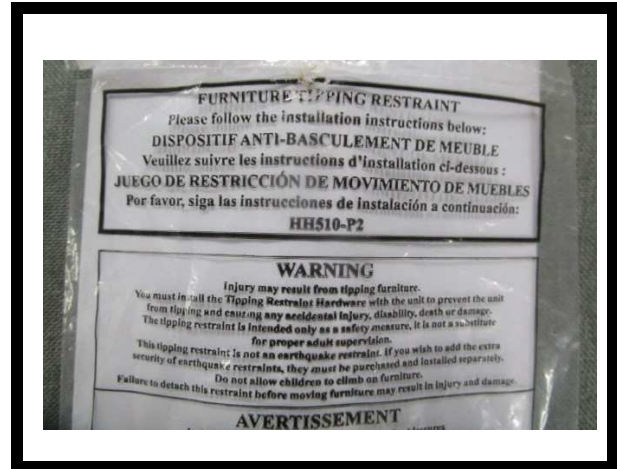 FURNITURE TIPPING RESTRAINT
Please follow the installation instructions below:
DISPOSITIF ANTI-BASCULEMENT DE MEUBLE
Veuillez suivre les instructions d'installation ci-dessous :
JUEGO DE RESTRICCIÓN DE MOVIMIENTO DE MUEBLES
Por favor, siga las instrucciones de instalación a continuación:
HH510-P2
WARNING
Injury may result from tipping furniture.
You must install the Tipping Restraint Hardware with the unit to prevent the unit
from tipping and causing any accidental injury, disability, death or damage.
The tipping restraint is intended only as a safety measure, it is not a substitute
for proper adult supervision.
This tipping restraint is not an earthquake restraint. If you wish to add the extra
security of earthquake restraints, they must be purchased and installed separately.
Do not allow children to climb on furniture.
Failure to detach this restraint before moving furniture may result in injury and damage.
AVERTISSEMENT